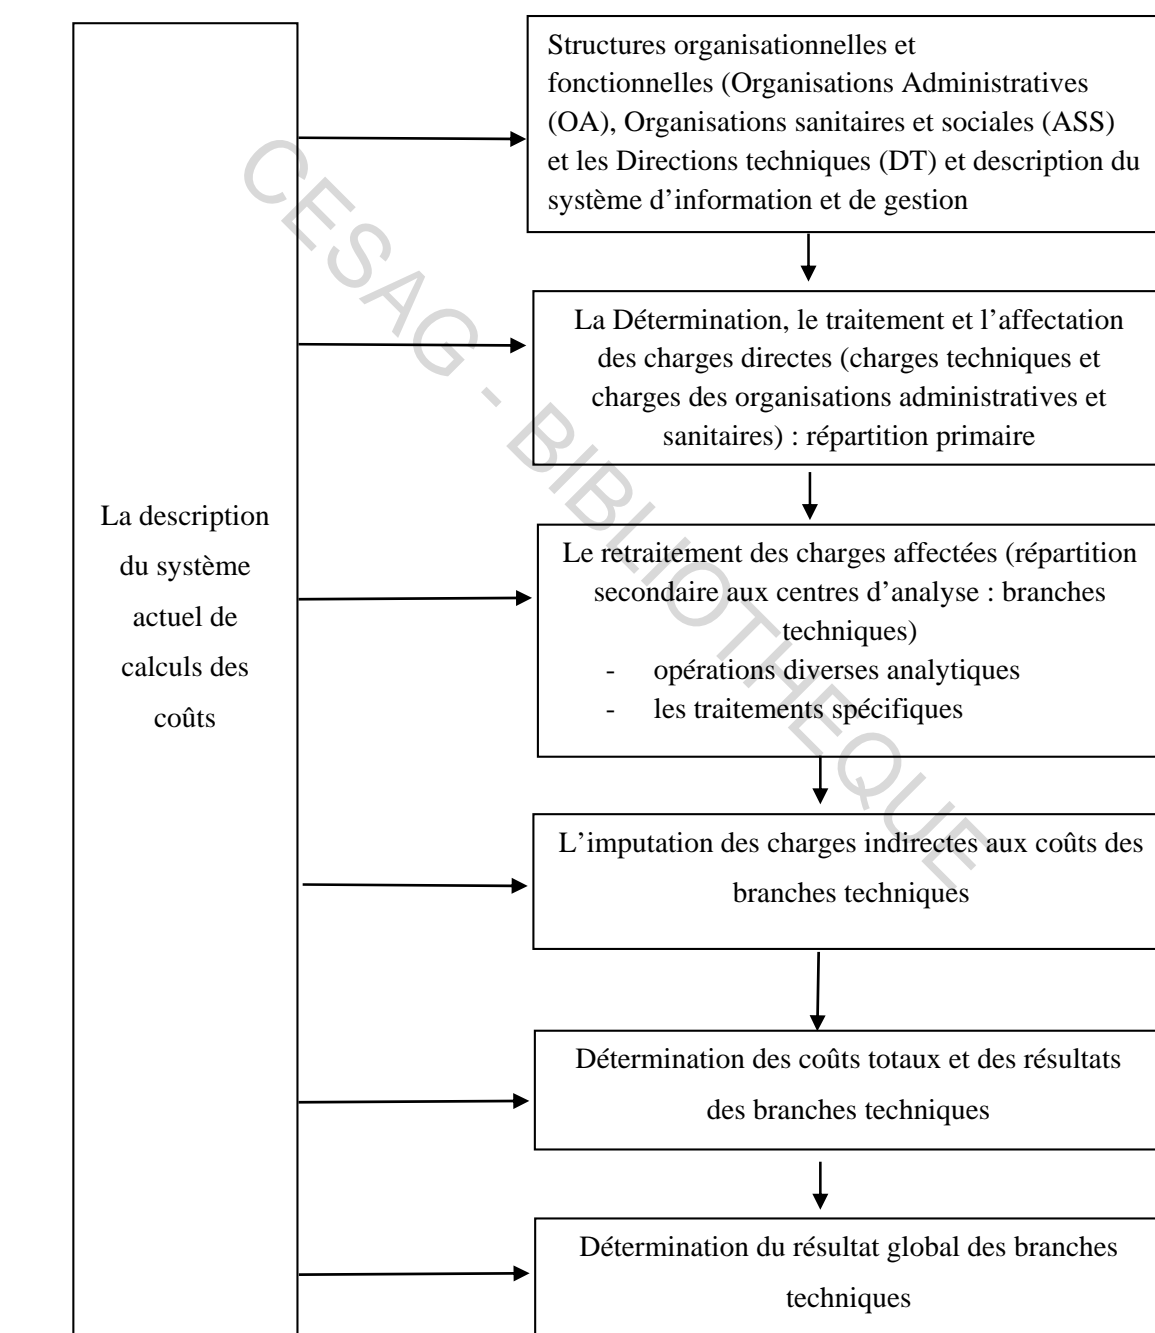 Structures organisationnelles et
fonctionnelles (Organisations Administratives
(OA), Organisations sanitaires et sociales (ASS)
et les Directions techniques (DT) et description du
système d’information et de gestion
La Détermination, le traitement et l’affectation
des charges directes (charges techniques et
charges des organisations administratives et
sanitaires) : répartition primaire
La description
du système
actuel de
calculs des
coûts
Le retraitement des charges affectées (répartition
secondaire aux centres d’analyse : branches
techniques)
- opérations diverses analytiques
- les traitements spécifiques
L’imputation des charges indirectes aux coûts des
branches techniques
Détermination des coûts totaux et des résultats
des branches techniques
Détermination du résultat global des branches
techniques
CESAG - BIBLIOTHEQUE